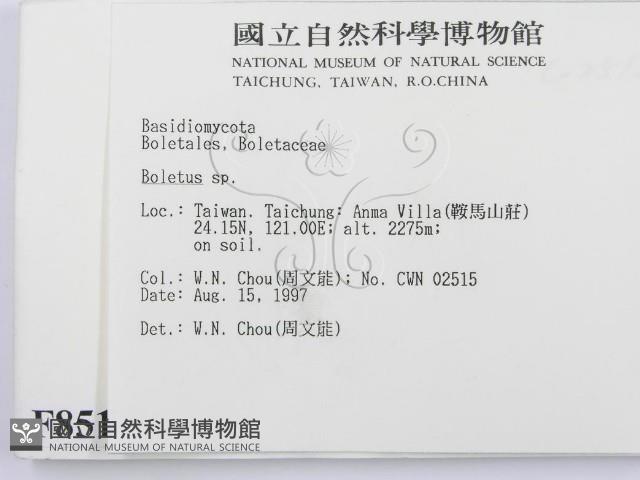 國立自然科學博物館
NATIONAL MUSEUM OF NATURAL SCIENCE
TAICHUNG, TAIWAN, R.O.CHINA
Basidiomycota
Boletales, Boletaceae
Boletus sp.
Loc.: Taiwan. Taichung: Anma Villa(鞍馬山莊)
24.15N, 121.00E; alt. 2275m;
on soil.
Col.: W.N. Chou(周文能); No. CWN 02515
Date: Aug. 15, 1997
Det.: W.N. Chou(周文能)
F851
國立自然科學博物館
NATIONAL MUSEUM OF NATURAL SCIENCE